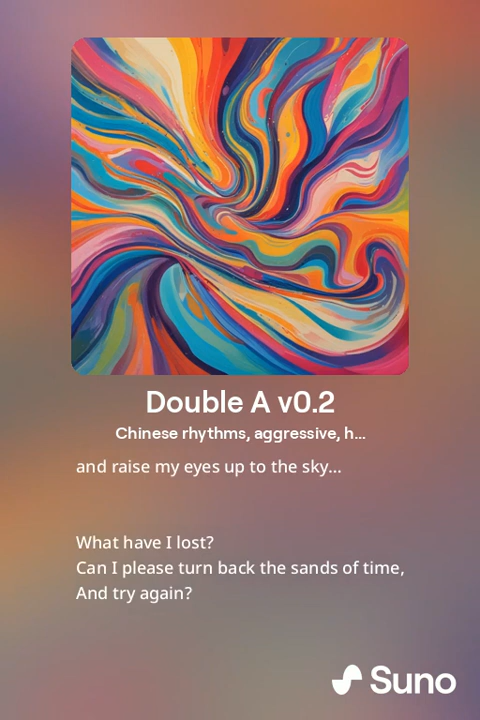 Double A v0.2
Chinese rhythms, aggressive, h...
and raise my eyes up to the sky...
What have I lost?
Can I please turn back the sands of time,
And try again?
Suno